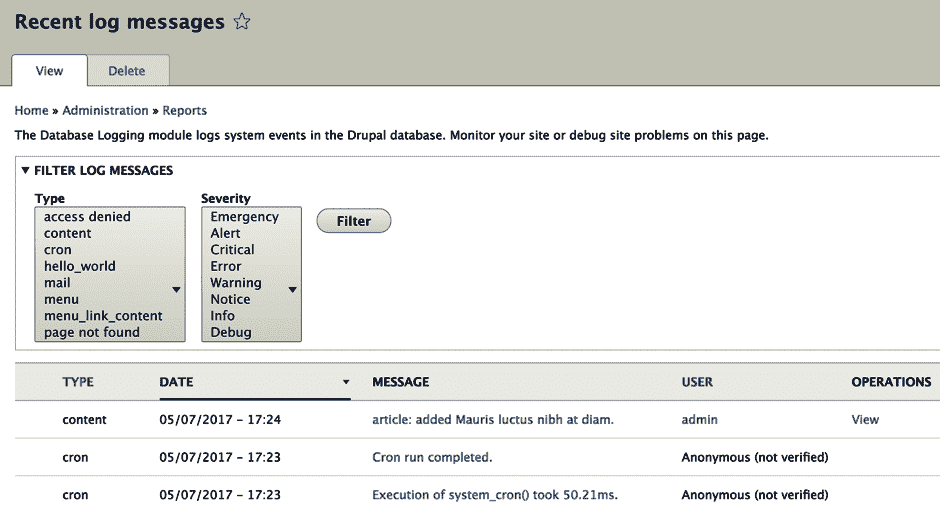 Recent log messages
View Delete
Home » Administration » Reports
The Database Logging module logs system events in the Drupal database. Monitor your site or debug site problems on this page.
FILTER LOG MESSAGES
Type Severity
access denied Emergency
content Alert Filter
cron Critical
hello_world Error
mail Warning
menu Notice
menu_link_content Info
page not found Debug
TYPE DATE MESSAGE USER OPERATIONS
content 05/07/2017 – 17:24 article: added Mauris luctus nibh at diam. admin View
cron 05/07/2017 – 17:23 Cron run completed. Anonymous (not verified)
cron 05/07/2017 – 17:23 Execution of system_cron() took 50.21ms. Anonymous (not verified)